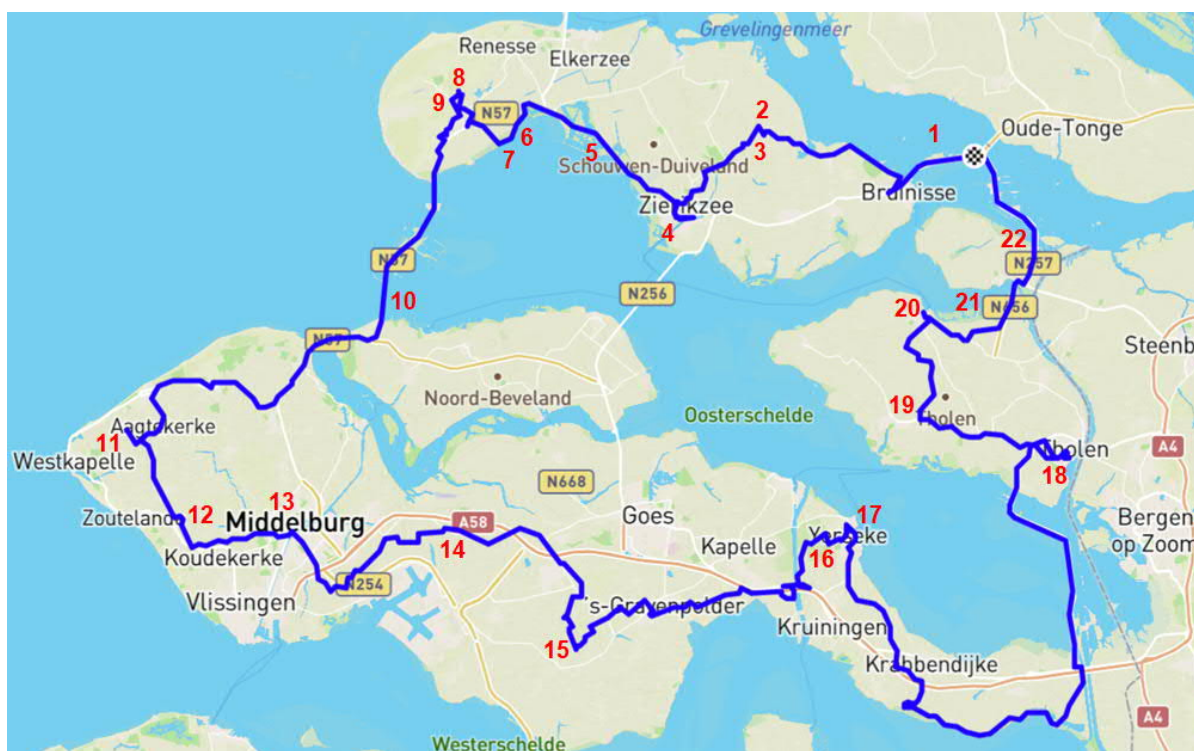 Grevelingenmeer
Renesse
Elkerzee
8
9
N57
2
1
Oude-Tonge
6
7
5
3
Schouwen-Duiveland
Bruinisse
Zierikzee
4
22
N57
N257
10
N256
20
21
N656
N57
Steenb
Noord-Beveland
Oosterschelde
19
Tholen
Aagtekerke
11
Westkapelle
Tholen
A4
18
N668
Zoutelande
12
13
Middelburg
A58
Goes
17
Bergen
op Zoom
Koudekerke
14
Kapelle
Yerseke
16
N254
Vlissingen
's-Gravenpolder
Kruiningen
15
Krabbendijke
A4
Westerschelde